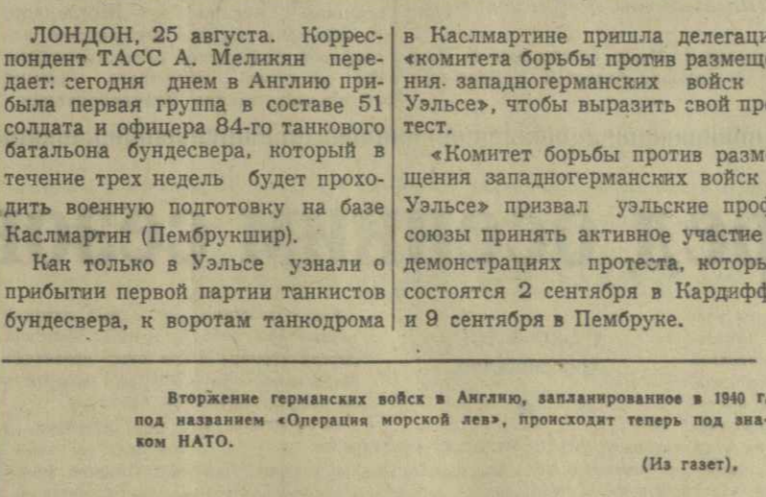 ЛОНДОН, 25 августа. Коррес-
пондент ТАСС А. Меликян пере-
дает: сегодня днем в Англию при-
была первая группа в составе 51
солдата и офицера 84-го танкового
батальона бундесвера, который в
течение трех недель будет прохо-
дить военную подготовку на базе
Каслмартин (Пембрукшир).
Как только в Уэльсе узнали о
прибытии первой партии танкистов
бундесвера, к воротам танкодрома
в Каслмартине пришла делегаци
«комитета борьбы против размеще
ния западногерманских войск
Уэльсе», чтобы выразить свой пр
тест.
«Комитет борьбы против разм
щения западногерманских войск
Уэльсе» призвал уэльские проф
союзы принять активное участие
демонстрациях протеста, которы
состоятся 2 сентября в Кардифф
и 9 сентября в Пембруке.
Вторжение германских войск в Англию, запланированное в 1940 г.
под названием «Операция морской лев», происходит теперь под зна-
ком НАТО.
(Из газет).